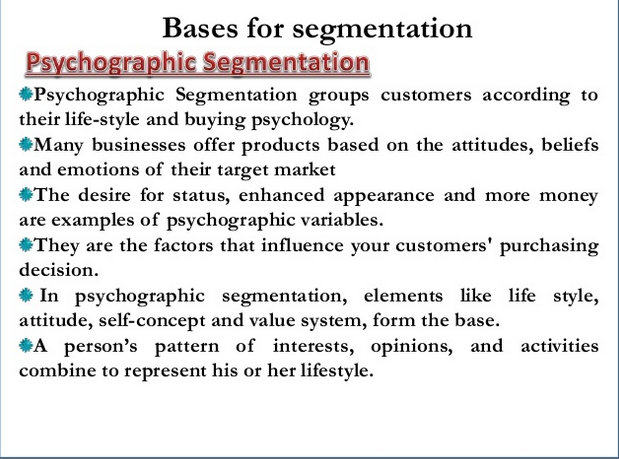 Bases for segmentation
Psychographic Segmentation
Psychographic Segmentation groups customers according to
their life-style and buying psychology.
Many businesses offer products based on the attitudes, beliefs
and emotions of their target market
The desire for status, enhanced appearance and more money
are examples of psychographic variables.
They are the factors that influence your customers' purchasing
decision.
In psychographic segmentation, elements like life style,
attitude, self-concept and value system, form the base.
A person’s pattern of interests, opinions, and activities
combine to represent his or her lifestyle.